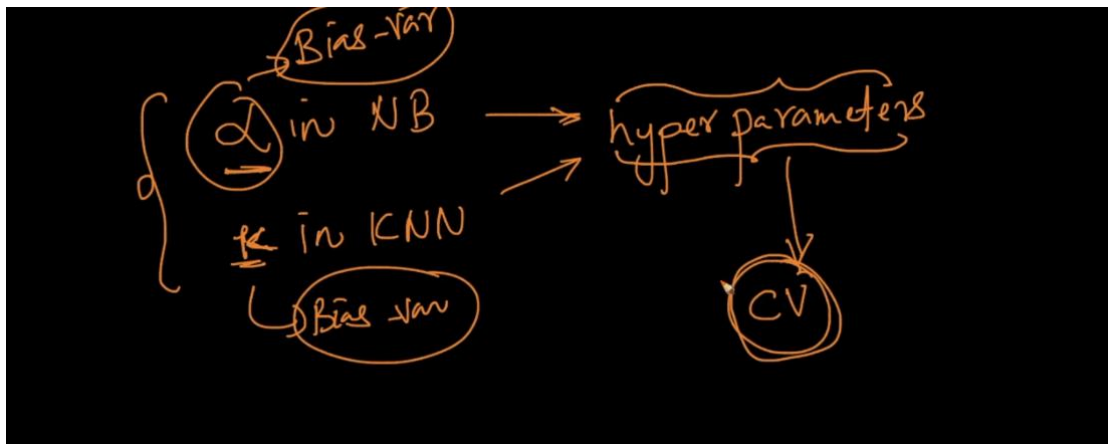 Bias-var
α in NB → hyper parameters
k in KNN
Bias var
CV